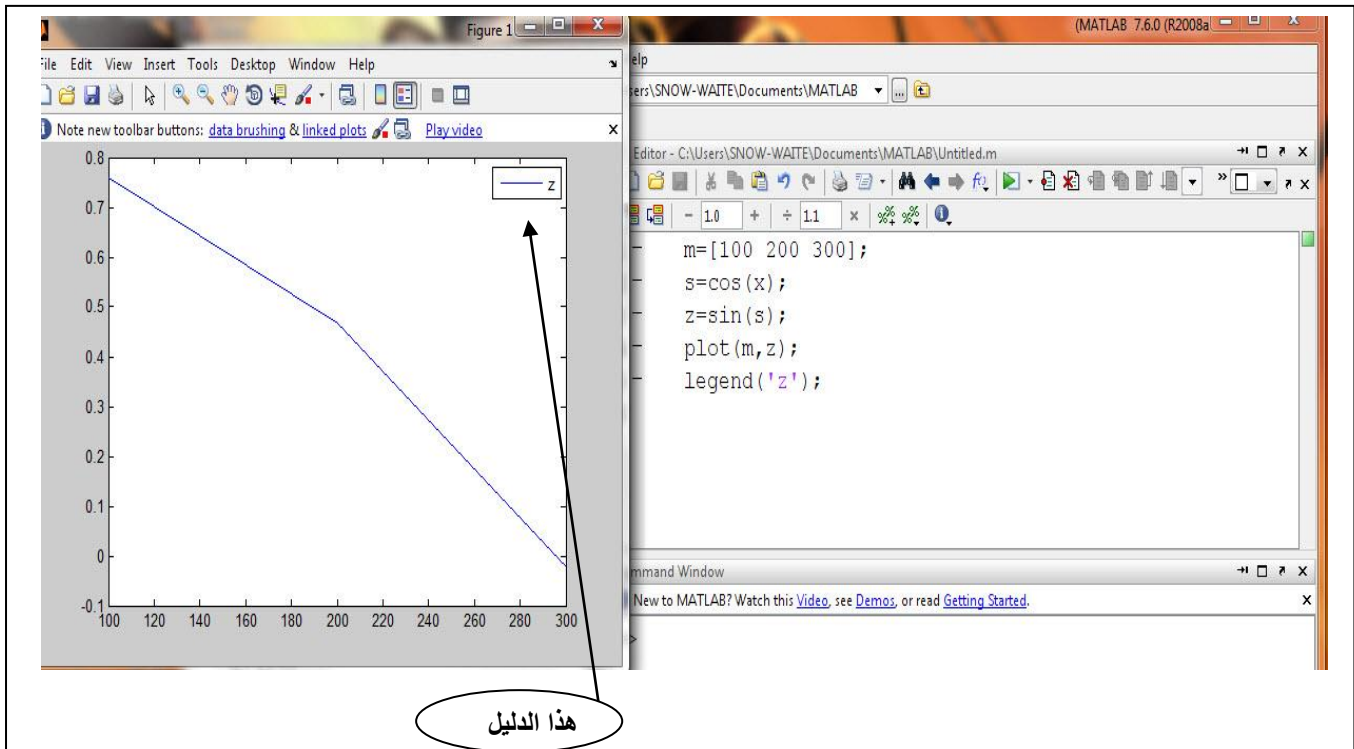 Figure 1
(MATLAB 7.6.0 (R2008a
File Edit View Insert Tools Desktop Window Help
Note new toolbar buttons: data brushing & linked plots Play video
z
0.8
0.7
0.6
0.5
0.4
0.3
0.2
0.1
0
-0.1
100 120 140 160 180 200 220 240 260 280 300
elp
sers\SNOW-WAITE\Documents\MATLAB
Editor - C:\Users\SNOW-WAITE\Documents\MATLAB\Untitled.m
- 1.0 + ÷ 1.1 ×
m=[100 200 300];
s=cos(x);
z=sin(s);
plot(m,z);
legend('z');
mmand Window
New to MATLAB? Watch this Video, see Demos, or read Getting Started.
>
هذا الدليل